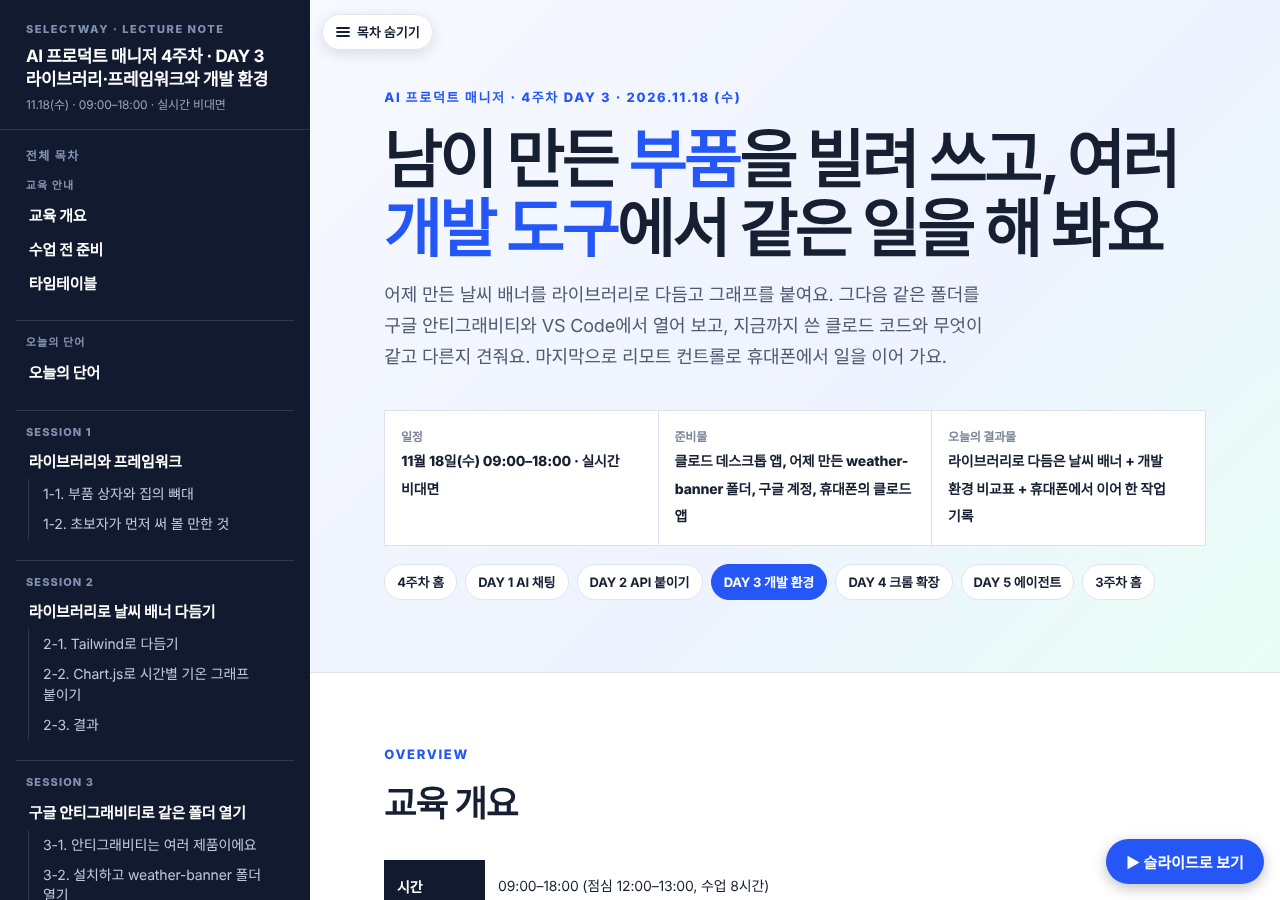 SELECTWAY · LECTURE NOTE
AI 프로덕트 매니저 4주차 · DAY 3
라이브러리·프레임워크와 개발 환경
11.18(수) · 09:00–18:00 · 실시간 비대면
전체 목차
교육 안내
교육 개요
수업 전 준비
타임테이블
오늘의 단어
오늘의 단어
SESSION 1
라이브러리와 프레임워크
1-1. 부품 상자와 집의 뼈대
1-2. 초보자가 먼저 써 볼 만한 것
SESSION 2
라이브러리로 날씨 배너 다듬기
2-1. Tailwind로 다듬기
2-2. Chart.js로 시간별 기온 그래프
붙이기
2-3. 결과
SESSION 3
구글 안티그래비티로 같은 폴더 열기
3-1. 안티그래비티는 여러 제품이에요
3-2. 설치하고 weather-banner 폴더
열기
목차 숨기기
AI 프로덕트 매니저 · 4주차 DAY 3 · 2026.11.18 (수)
남이 만든 부품을 빌려 쓰고, 여러
개발 도구에서 같은 일을 해 봐요
어제 만든 날씨 배너를 라이브러리로 다듬고 그래프를 붙여요. 그다음 같은 폴더를
구글 안티그래비티와 VS Code에서 열어 보고, 지금까지 쓴 클로드 코드와 무엇이
같고 다른지 견줘요. 마지막으로 리모트 컨트롤로 휴대폰에서 일을 이어 가요.
일정
11월 18일(수) 09:00–18:00 · 실시간
비대면
준비물
클로드 데스크톱 앱, 어제 만든 weather-
banner 폴더, 구글 계정, 휴대폰의 클로드
앱
오늘의 결과물
라이브러리로 다듬은 날씨 배너 + 개발
환경 비교표 + 휴대폰에서 이어 한 작업
기록
4주차 홈
DAY 1 AI 채팅
DAY 2 API 붙이기
DAY 3 개발 환경
DAY 4 크롬 확장
DAY 5 에이전트
3주차 홈
OVERVIEW
교육 개요
시간
09:00–18:00 (점심 12:00–13:00, 수업 8시간)
▶ 슬라이드로 보기